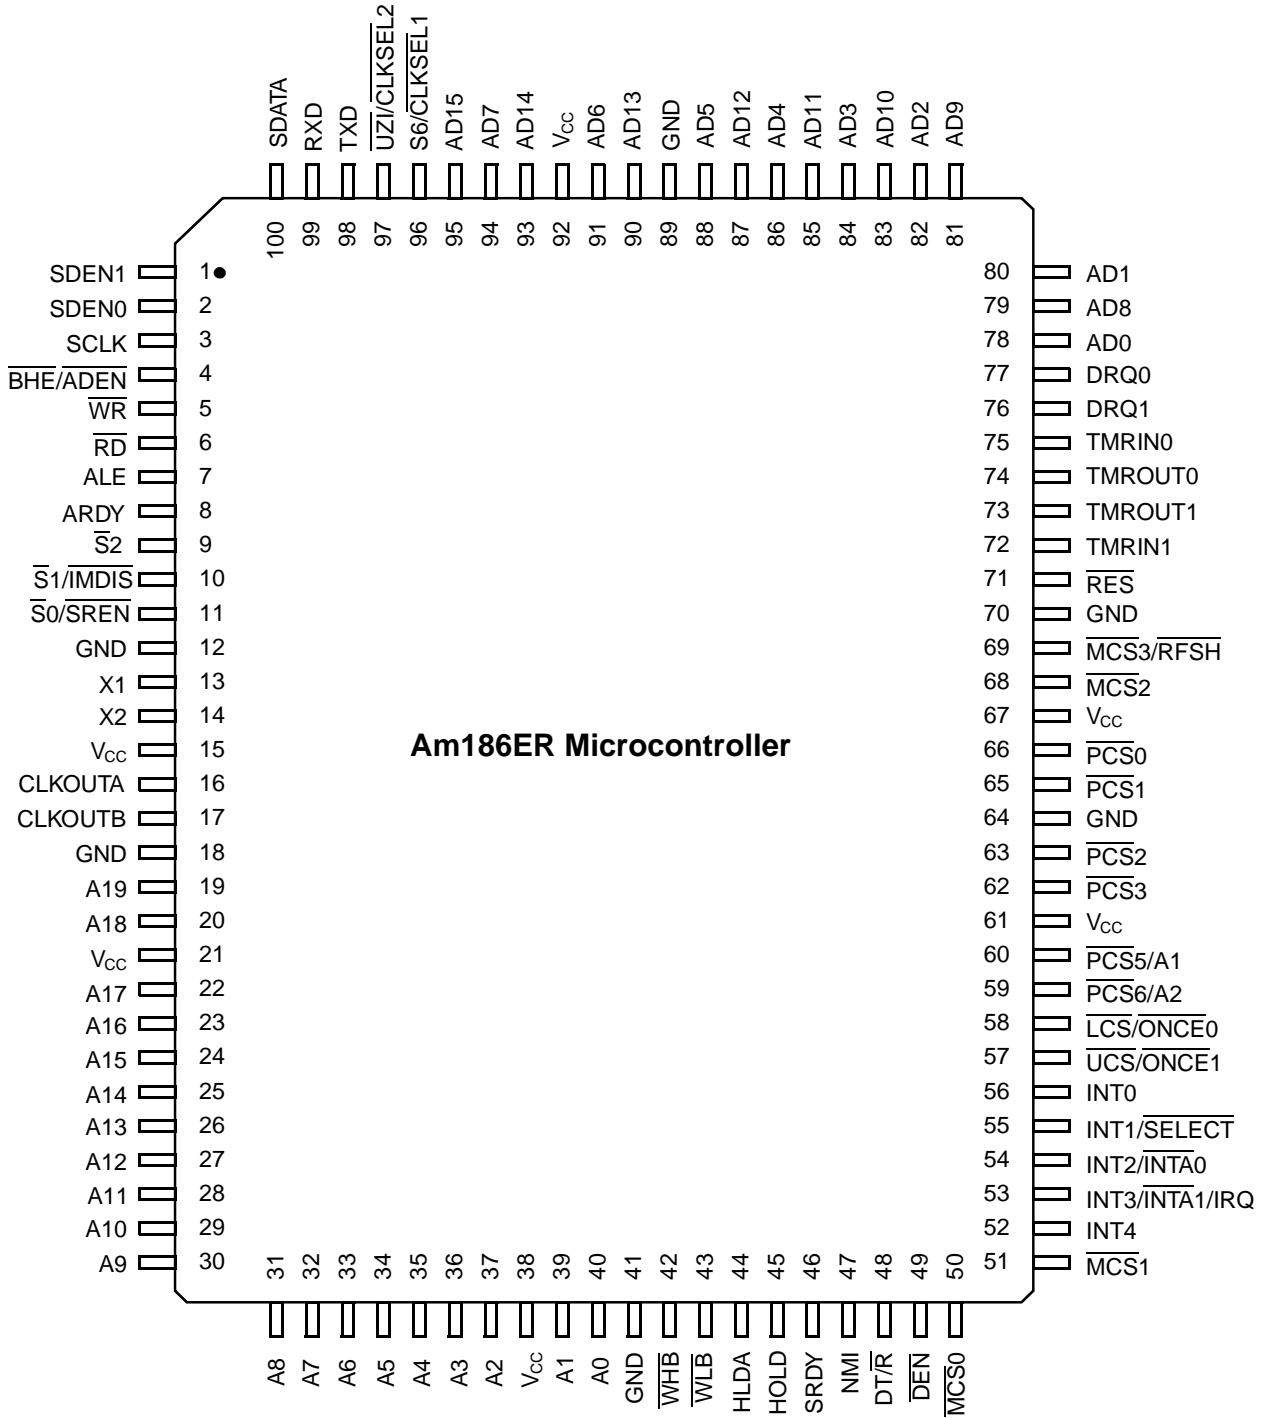 SDATA
RXD
TXD
UZI/CLKSEL2
S6/CLKSEL1
AD15
AD7
AD14
VCC
AD6
AD13
GND
AD5
AD12
AD4
AD11
AD3
AD10
AD2
AD9
100
99
98
97
96
95
94
93
92
91
90
89
88
87
86
85
84
83
82
81
SDEN1 1 80 AD1
SDEN0 2 79 AD8
SCLK 3 78 AD0
BHE/ADEN 4 77 DRQ0
WR 5 76 DRQ1
RD 6 75 TMRIN0
ALE 7 74 TMROUT0
ARDY 8 73 TMROUT1
S2 9 72 TMRIN1
S1/IMDIS 10 71 RES
S0/SREN 11 70 GND
GND 12 69 MCS3/RFSH
X1 13 68 MCS2
X2 14 67 VCC
VCC 15 66 PCS0
Am186ER Microcontroller
CLKOUTA 16 65 PCS1
CLKOUTB 17 64 GND
GND 18 63 PCS2
A19 19 62 PCS3
A18 20 61 VCC
VCC 21 60 PCS5/A1
A17 22 59 PCS6/A2
A16 23 58 LCS/ONCE0
A15 24 57 UCS/ONCE1
A14 25 56 INT0
A13 26 55 INT1/SELECT
A12 27 54 INT2/INTA0
A11 28 53 INT3/INTA1/IRQ
A10 29 52 INT4
A9 30 51 MCS1
31
32
33
34
35
36
37
38
39
40
41
42
43
44
45
46
47
48
49
50
A8
A7
A6
A5
A4
A3
A2
VCC
A1
A0
GND
WHB
WLB
HLDA
HOLD
SRDY
NMI
DT/R
DEN
MCS0